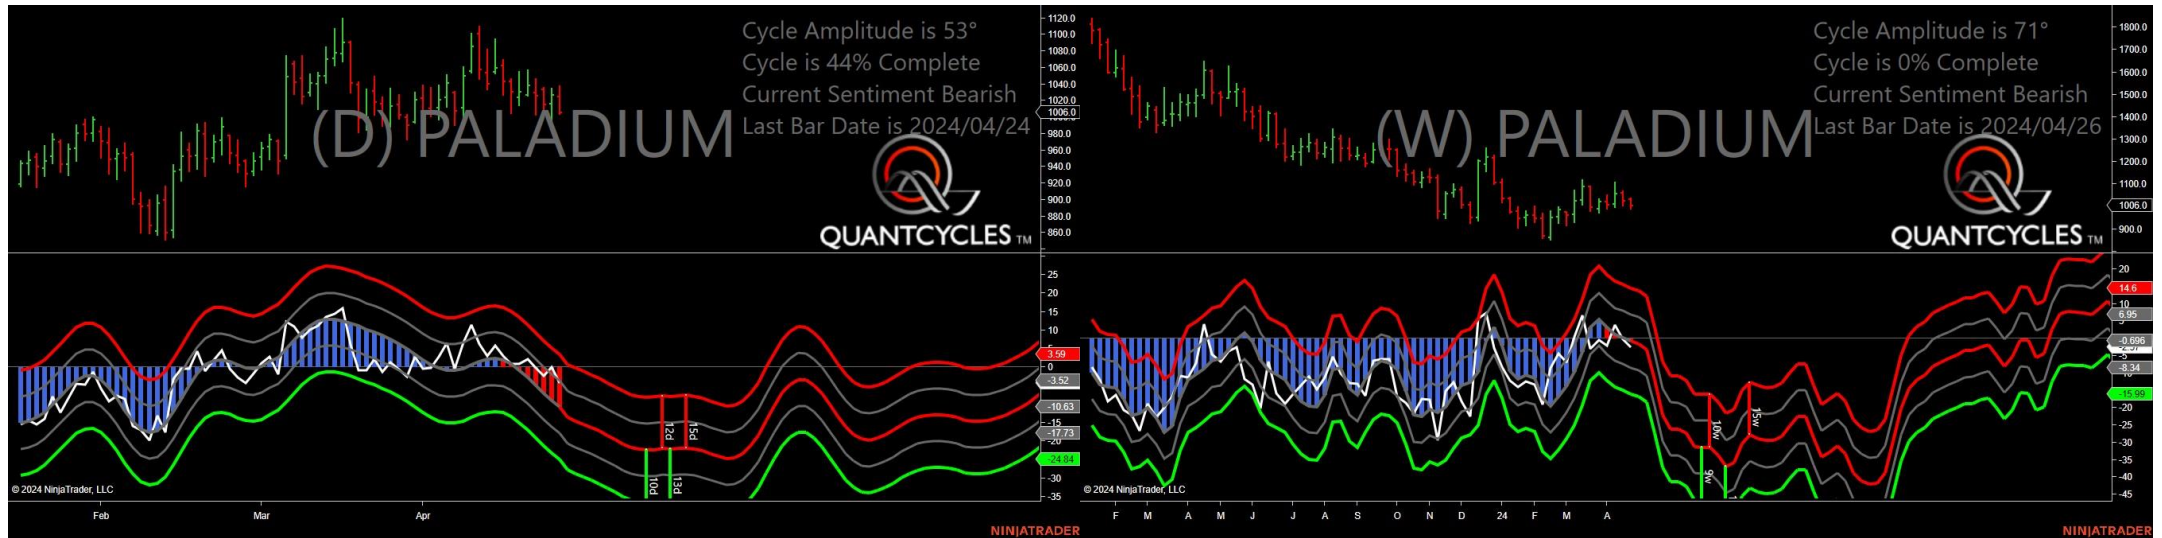 Cycle Amplitude is 53°
Cycle is 44% Complete
Current Sentiment Bearish
Last Bar Date is 2024/04/24
(D) PALADIUM
QUANTCYCLES TM
1120.0
1100.0
1080.0
1060.0
1040.0
1020.0
1006.0
980.0
960.0
940.0
920.0
900.0
880.0
860.0
25
20
15
10
5
3.59
0
-3.52
-10.63
-15
-17.73
-20
-24.84
-30
-35
12d
15d
10d
13d
© 2024 NinjaTrader, LLC
Feb
Mar
Apr
NINJATRADER
Cycle Amplitude is 71°
Cycle is 0% Complete
Current Sentiment Bearish
Last Bar Date is 2024/04/26
(W) PALADIUM
QUANTCYCLES TM
1800.0
1700.0
1600.0
1500.0
1400.0
1300.0
1200.0
1100.0
1006.0
900.0
20
14.6
10
6.95
-0.696
-5
-8.34
-15.99
-20
-25
-30
-35
-40
-45
10w
15w
9w
© 2024 NinjaTrader, LLC
F M A M J J A S O N D 24 F M A
NINJATRADER